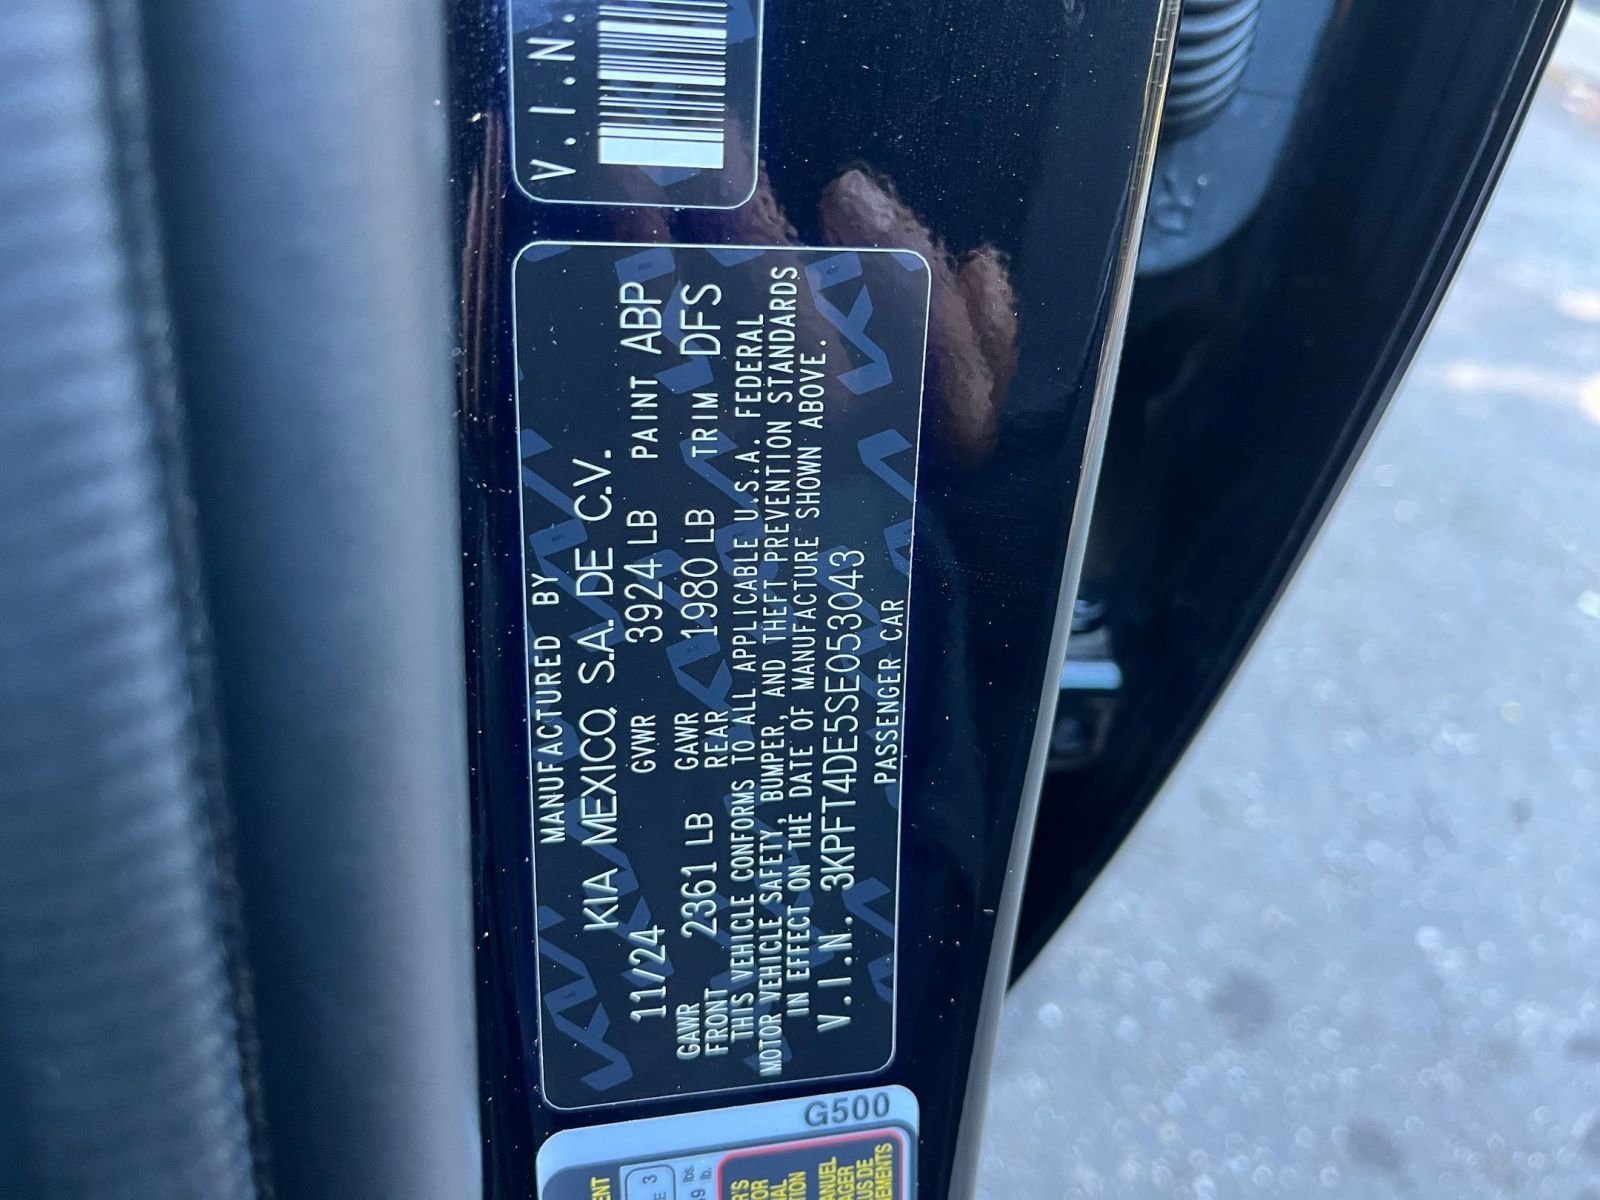 V.I.N.
MANUFACTURED BY
KIA MEXICO, S.A. DE C.V.
11/24 GVWR 3924 LB PAINT ABP
GAWR FRONT 2361 LB GAWR REAR 1980 LB TRIM DFS
THIS VEHICLE CONFORMS TO ALL APPLICABLE U.S.A. FEDERAL
MOTOR VEHICLE SAFETY, BUMPER, AND THEFT PREVENTION STANDARDS
IN EFFECT ON THE DATE OF MANUFACTURE SHOWN ABOVE.
V.I.N. 3KPFT4DE5SE053043
PASSENGER CAR
G500